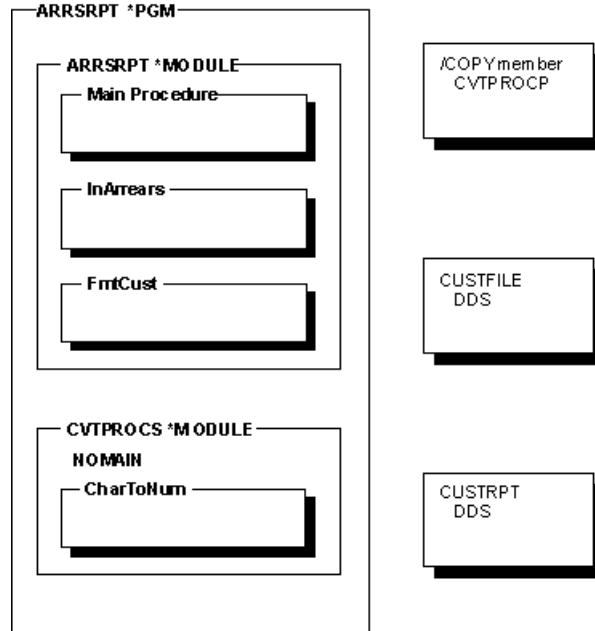 ARRSRPT *PGM
ARRSRPT *MODULE
Main Procedure
InArrears
FmtCust
CVTPROCS *MODULE
NOMAIN
CharToNum
/COPY member
CVTPROCP
CUSTFILE
DDS
CUSTRPT
DDS